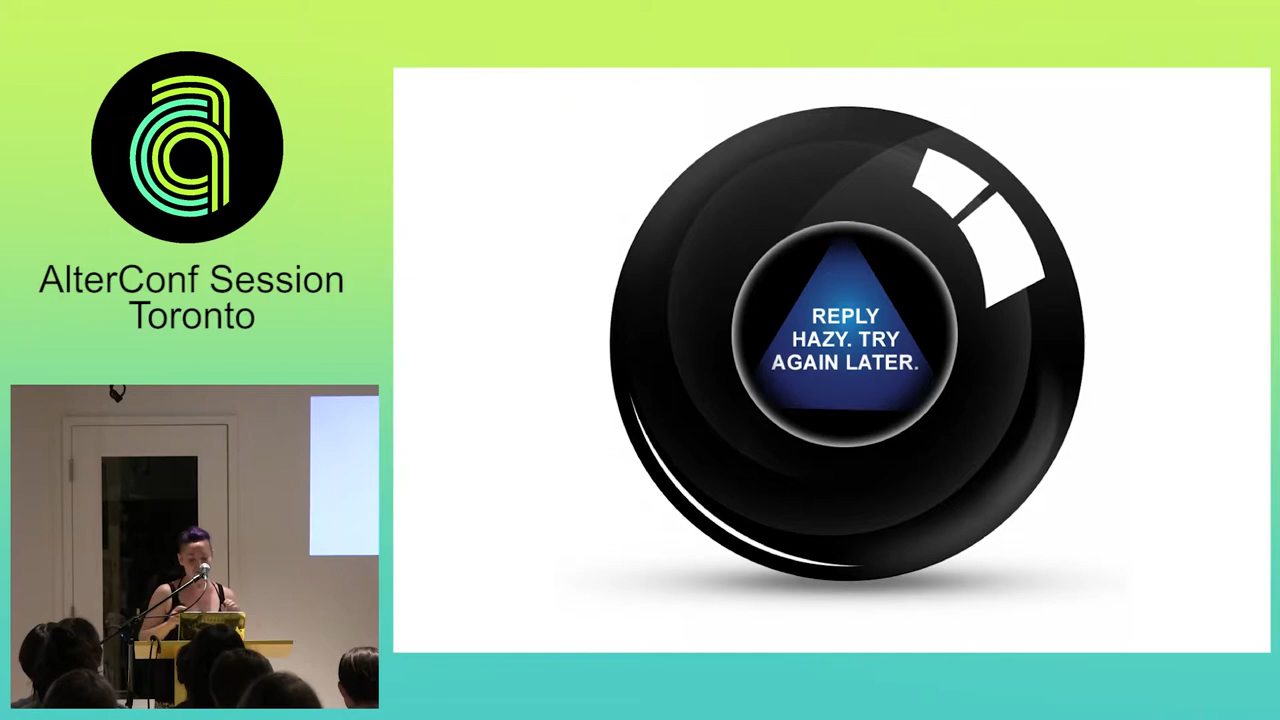 AlterConf Session
Toronto
REPLY
HAZY. TRY
AGAIN LATER.